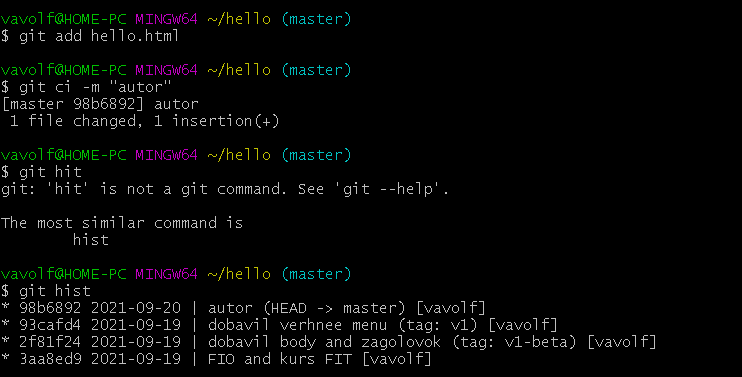 vavolf@HOME-PC MINGW64 ~/hello (master)
$ git add hello.html
vavolf@HOME-PC MINGW64 ~/hello (master)
$ git ci -m "autor"
[master 98b6892] autor
 1 file changed, 1 insertion(+)
vavolf@HOME-PC MINGW64 ~/hello (master)
$ git hit
git: 'hit' is not a git command. See 'git --help'.
The most similar command is
        hist
vavolf@HOME-PC MINGW64 ~/hello (master)
$ git hist
* 98b6892 2021-09-20 | autor (HEAD -> master) [vavolf]
* 93cafd4 2021-09-19 | dobavil verhnee menu (tag: v1) [vavolf]
* 2f81f24 2021-09-19 | dobavil body and zagolovok (tag: v1-beta) [vavolf]
* 3aa8ed9 2021-09-19 | FIO and kurs FIT [vavolf]